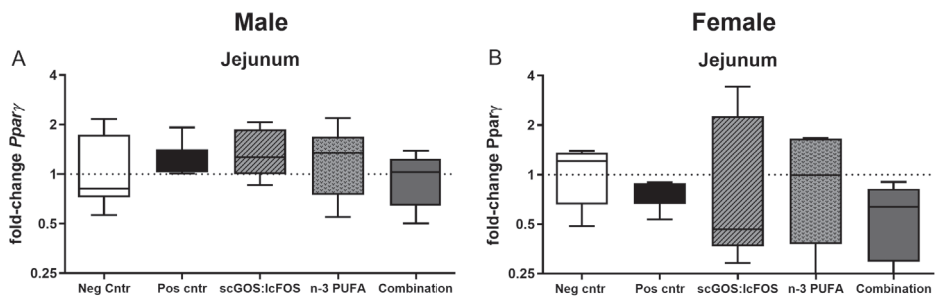 Male
Female
A
Jejunum
B
Jejunum
fold-change Pparγ
4
2
1
0.5
0.25
Neg Cntr
Pos cntr
scGOS:lcFOS
n-3 PUFA
Combination
fold-change Pparγ
4
2
1
0.5
0.25
Neg Cntr
Pos cntr
scGOS:lcFOS
n-3 PUFA
Combination